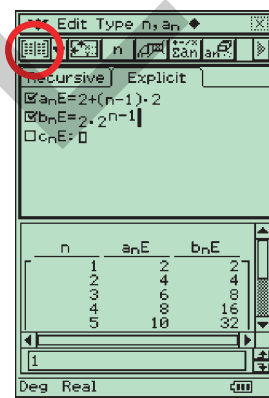 Edit Type n,aₙ ◆
n
Σan
Recursive Explicit
☑aₙE=2+(n-1)·2
☑bₙE=2·2ⁿ⁻¹
☐cₙE:▯
n aₙE bₙE
1 2 2
2 4 4
3 6 8
4 8 16
5 10 32
1
Deg Real